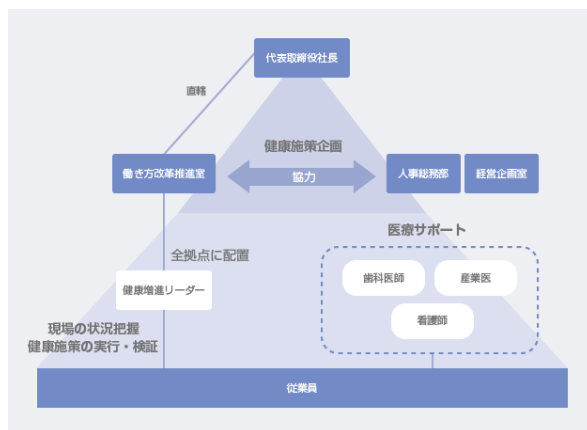 代表取締役社長
直轄
健康施策企画
働き方改革推進室
協力
人事総務部
経営企画室
医療サポート
全拠点に配置
歯科医師
産業医
健康増進リーダー
看護師
現場の状況把握
健康施策の実行・検証
従業員